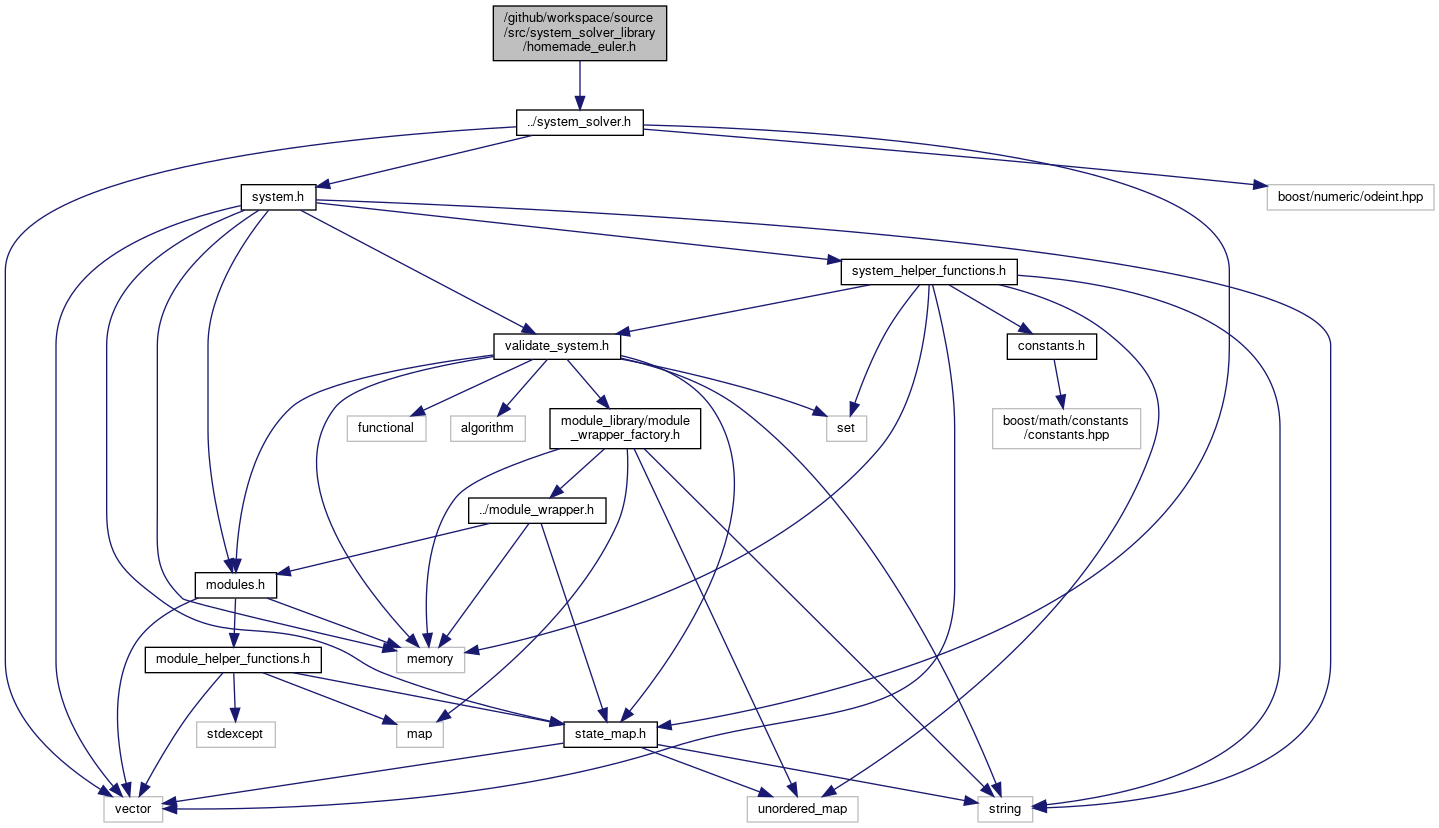 /github/workspace/source
/src/system_solver_library
/homemade_euler.h
../system_solver.h
system.h
boost/numeric/odeint.hpp
system_helper_functions.h
validate_system.h
constants.h
functional
algorithm
module_library/module
_wrapper_factory.h
set
boost/math/constants
/constants.hpp
../module_wrapper.h
modules.h
module_helper_functions.h
memory
stdexcept
map
state_map.h
vector
unordered_map
string